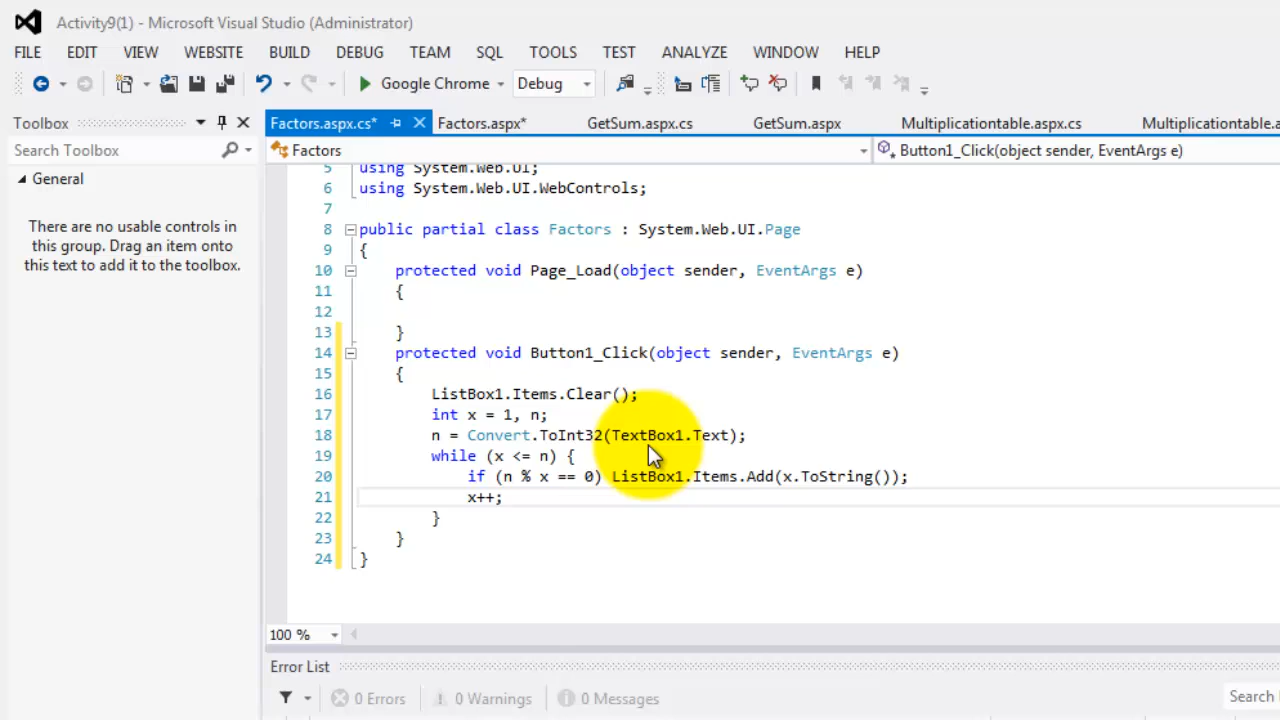 Activity9(1) - Microsoft Visual Studio (Administrator)
FILE EDIT VIEW WEBSITE BUILD DEBUG TEAM SQL TOOLS TEST ANALYZE WINDOW HELP
Google Chrome Debug
Toolbox
Factors.aspx.cs* Factors.aspx* GetSum.aspx.cs GetSum.aspx Multiplicationtable.aspx.cs Multiplicationtable.a
Search Toolbox
Factors Button1_Click(object sender, EventArgs e)
General
There are no usable controls in
this group. Drag an item onto
this text to add it to the toolbox.
5 using System.Web.UI;
6 using System.Web.UI.WebControls;
7
8 public partial class Factors : System.Web.UI.Page
9 {
10 protected void Page_Load(object sender, EventArgs e)
11 {
12
13 }
14 protected void Button1_Click(object sender, EventArgs e)
15 {
16 ListBox1.Items.Clear();
17 int x = 1, n;
18 n = Convert.ToInt32(TextBox1.Text);
19 while (x <= n) {
20 if (n % x == 0) ListBox1.Items.Add(x.ToString());
21 x++;
22 }
23 }
24 }
100 %
Error List
0 Errors 0 Warnings 0 Messages Search